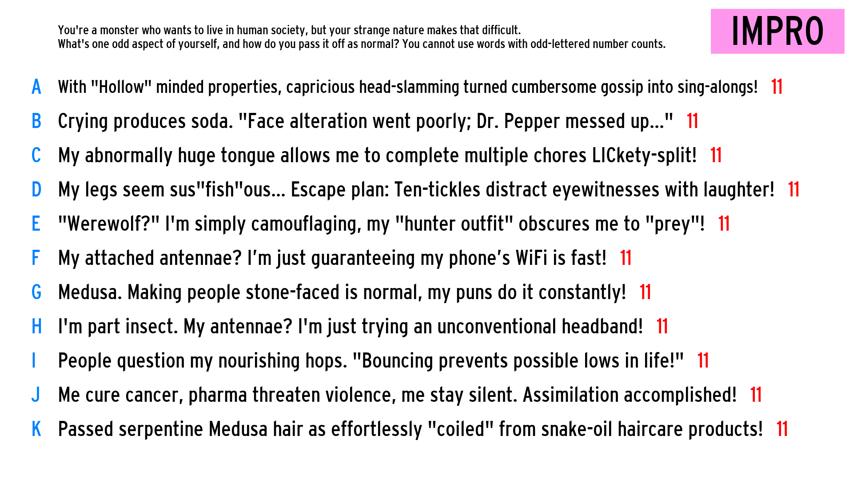 You're a monster who wants to live in human society, but your strange nature makes that difficult.
What's one odd aspect of yourself, and how do you pass it off as normal? You cannot use words with odd-lettered number counts.
IMPRO
A With "Hollow" minded properties, capricious head-slamming turned cumbersome gossip into sing-alongs! 11
B Crying produces soda. "Face alteration went poorly; Dr. Pepper messed up..." 11
C My abnormally huge tongue allows me to complete multiple chores LICkety-split! 11
D My legs seem sus"fish"ous... Escape plan: Ten-tickles distract eyewitnesses with laughter! 11
E "Werewolf?" I'm simply camouflaging, my "hunter outfit" obscures me to "prey"! 11
F My attached antennae? I’m just guaranteeing my phone’s WiFi is fast! 11
G Medusa. Making people stone-faced is normal, my puns do it constantly! 11
H I'm part insect. My antennae? I'm just trying an unconventional headband! 11
I People question my nourishing hops. "Bouncing prevents possible lows in life!" 11
J Me cure cancer, pharma threaten violence, me stay silent. Assimilation accomplished! 11
K Passed serpentine Medusa hair as effortlessly "coiled" from snake-oil haircare products! 11